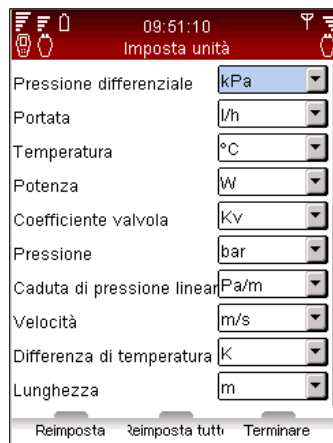 09:51:10
Imposta unità
Pressione differenziale kPa
Portata l/h
Temperatura °C
Potenza W
Coefficiente valvola Kv
Pressione bar
Caduta di pressione linear Pa/m
Velocità m/s
Differenza di temperatura K
Lunghezza m
Reimposta Reimposta tutti Terminare